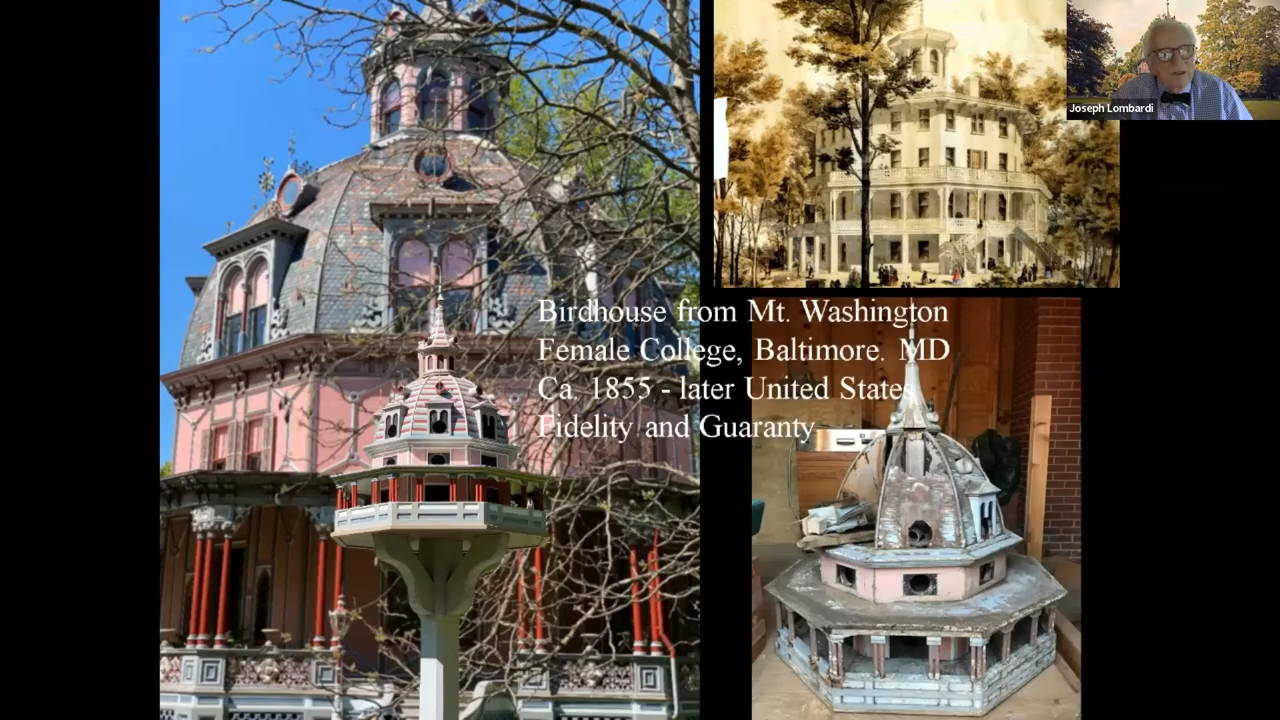 Joseph Lombardi
Birdhouse from Mt. Washington
Female College, Baltimore. MD
Ca. 1855 - later United States
Fidelity and Guaranty